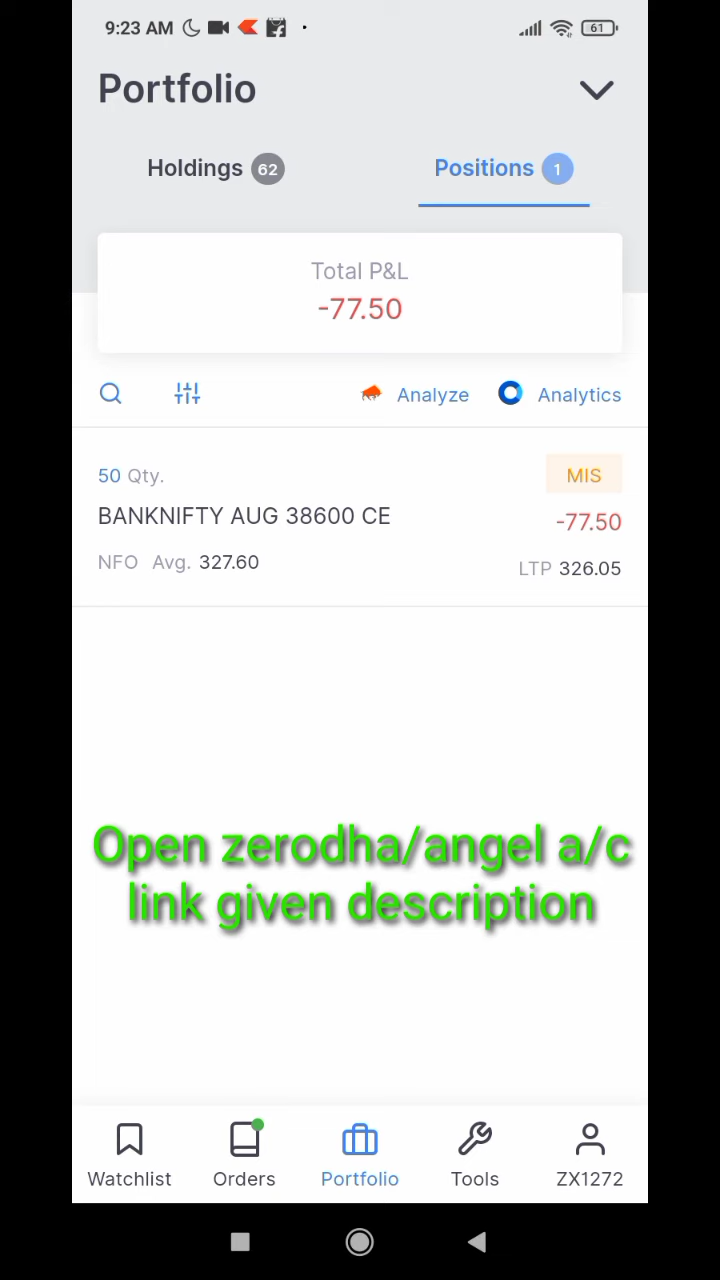 9:23 AM
61
Portfolio
Holdings 62
Positions 1
Total P&L
-77.50
Analyze
Analytics
50 Qty.
MIS
BANKNIFTY AUG 38600 CE
-77.50
NFO Avg. 327.60
LTP 326.05
Open zerodha/angel a/c
link given description
Watchlist
Orders
Portfolio
Tools
ZX1272